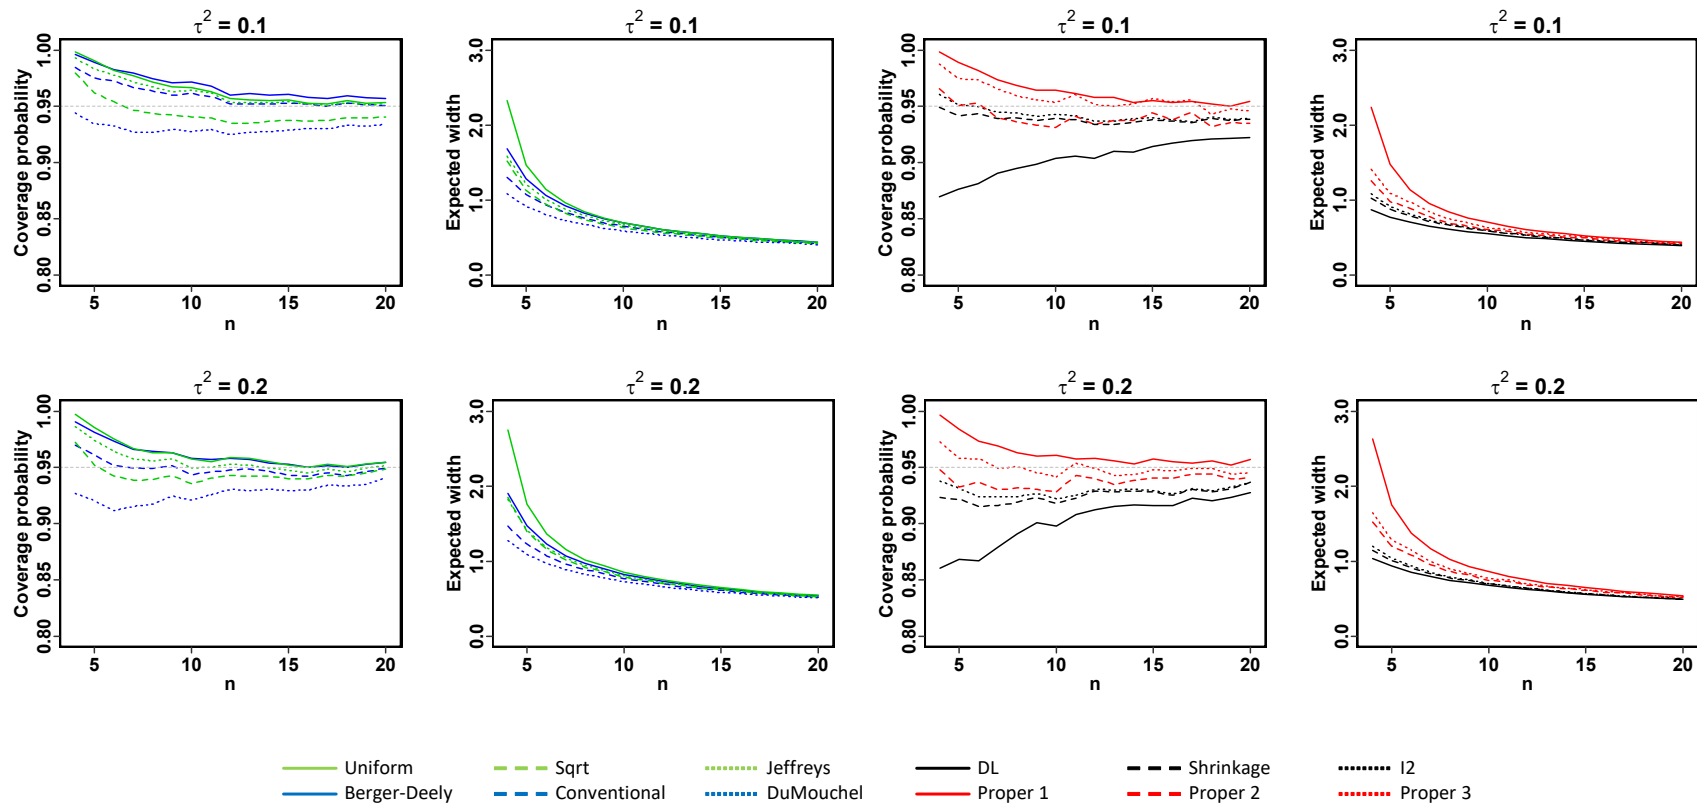 τ² = 0.1
Coverage probability
0.80 0.85 0.90 0.95 1.00
5 10 15 20
n
τ² = 0.1
Expected width
0.0 1.0 2.0 3.0
5 10 15 20
n
τ² = 0.1
Coverage probability
0.80 0.85 0.90 0.95 1.00
5 10 15 20
n
τ² = 0.1
Expected width
0.0 1.0 2.0 3.0
5 10 15 20
n
τ² = 0.2
Coverage probability
0.80 0.85 0.90 0.95 1.00
5 10 15 20
n
τ² = 0.2
Expected width
0.0 1.0 2.0 3.0
5 10 15 20
n
τ² = 0.2
Coverage probability
0.80 0.85 0.90 0.95 1.00
5 10 15 20
n
τ² = 0.2
Expected width
0.0 1.0 2.0 3.0
5 10 15 20
n
Uniform Sqrt Jeffreys DL Shrinkage I2
Berger-Deely Conventional DuMouchel Proper 1 Proper 2 Proper 3